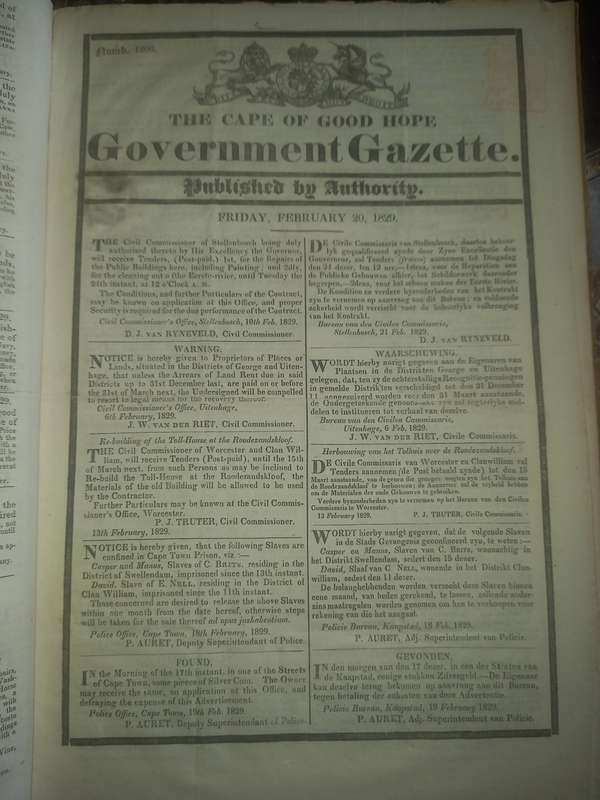 Numb. 1206.
THE CAPE OF GOOD HOPE
Government Gazette.
Published by Authority.
FRIDAY, FEBRUARY 20, 1829.
THE Civil Commissioner of Stellenbosch being duly
authorised thereto by His Excellency the Governor,
will receive Tenders, (Post-paid,) 1st, for the Repairs of
the Public Buildings here, including Painting; and 2dly,
for the cleaning out o the Eerste-rivier, until Tuesday the
24th instant, at 12 o'Clock A. M.
The Conditions, and further Particulars of the Contract,
may be known on application at this Office, and proper
Security is required for the due performance of the Contract.
Civil Commissioner's Office, Stellenbosch, 10th Feb. 1829.
D. J. VAN RYNEVELD, Civil Commissioner.
WARNING.
NOTICE is hereby given to Proprietors of Places or
Lands, situated in the Districts of George and Uiten-
hage, that unless the Arrears of Land Rent due in said
Districts up to 31st December last, are paid on or before
the 31st of March next, the Undersigned will be compelled
to resort to legal means for the recovery thereof.
Civil Commissioner's Office, Uitenhage,
6th February, 1829.
J. W. VAN DER RIET, Civil Commissioner.
Re-building of the Toll-House at the Roodezandskloof.
THE Civil Commissioner of Worcester and Clan Wil-
liam, will receive Tenders (Post-paid), until the 15th
of March next, from such Persons as may be inclined to
Re-build the Toll-House at the Roodezandskloof, the
Materials of the old Building will be allowed to be used
by the Contractor.
Further Particulars may be known at the Civil Commis-
sioner's Office, Worcester.
P. J. TRUTER, Civil Commissioner.
13th February, 1829.
NOTICE is hereby given, that the following Slaves are
confined in Cape Town Prison, viz :—
Casper and Manus, Slaves of C. BRITS, residing in the
District of Swellendam, imprisoned since the 13th instant.
David, Slave of E. NELL, residing in the District of
Clan William, imprisoned since the 11th instant.
Those concerned are desired to release the above Slaves
within one month from the date hereof, otherwise steps
will be taken for the sale thereof ad opus jushabentium.
Police Office, Cape Town, 18th February, 1829.
P. AURET, Deputy Superintendant of Police.
FOUND,
In the Morning of the 17th instant, in one of the Streets
of Cape Town, some pieces of Silver Coin. The Owner
may receive the same, on application at this Office, and
defraying the expense of this Advertisement.
Police Office, Cape Town, 19th Feb. 1829.
P. AURET, Deputy Superintendant of Police.
DE Civile Commissaris van Stellenbosch, daartoe behoor-
lyk gequalificeerd zynde door Zyne Excellentie den
Gouverneur, zal Tenders (franco) aannemen tot Dingsdag
den 24 dezer, ten 12 ure,—1stens, voor de Reparatie aan
de Publieke Gebouwen alhier, het Schilderwerk daaronder
begrepen,—2dens, voor het schoon maken der Eerste Rivier.
De Konditie en verdere byzonderheden van het Kontrakt
zyn te vernemen op aanvrag aan dit Bureau; en voldoende
zekerheid wordt vereischt voor de behoorlyke volbrenging
van het Kontrakt.
Bureau van den Civilen Commissaris,
Stellenbosch, 21 Feb. 1829.
D. J. VAN RYNEVELD.
WAARSCHUWING.
WORDT hierby narigt gegeven aan de Eigenaren van
Plaatsen in de Distrikten George en Uitenhage
gelegen, dat, ten zy de achterstallige Recognitie-penningen
in gemelde Distrikten verschuldigd tot den 31 December
worden voor den 31 Maart aanstaande,
de Ondergetekende genoodzaakt zyn zal regterlyke mid-
delen te institueren tot verhaal van dezelve.
Bureau van den Civilen Commissaris,
Uitenhage, 6 Feb. 1829.
J. W. VAN DER RIET, Civile Commissaris.
Herbouwing van het Tolhuis over de Roodezandskloof.
DE Civile Commissaris van Worcester en Clanwilliam zal
Tenders aannemen (de Post betaald zynde) tot den 15
Maart aanstaande, van de genen die genegen mogten zyn het Tolhuis aan
de Roodezandskloof te herbouwen; de Aannemer zal de vryheid hebben
om de Materialen der oude Gebouwen te gebruiken.
Verdere byzonderheden zyn te vernemen op het Bureau van den Civilen
Commissaris te Worcester.
13 February 1829. P. J. TRUTER, Civile Commissaris.
WORDT hierby narigt gegeven, dat de volgende Slaven
in de Stads Gevangenis geconfineerd zyn, te weten:—
Casper en Manus, Slaven van C. BRITS, woonachtig in
het Distrikt Swellendam, sedert den 13 dezer.
David, Slaaf van C. NELL, wonende in het Distrikt Clan-
william, sedert den 11 dezer.
De belanghebbenden worden verzocht deze Slaven binnen
eene maand, van heden gerekend, te lossen, zullende anders-
zins maatregulen worden genomen om hen te verkoopen voor
rekening van die het aangaat.
Policie Bureau, Kaapstad, 18 Feb. 1829.
P. AURET, Adj. Superintendent van Policie.
GEVONDEN,
In den morgen van den 17 dezer, in een der Straten van
de Kaapstad, eenige stukken Zilvergeld.—De Eigenaar
kan dezelve terug bekomen op aanvraag aan dit Bureau,
tegen betaling der onkosten van deze Advertentie.
Policie Bureau, Kaapstad, 19 February 1829.
P. AURET, Adj. Superintendent van Policie.